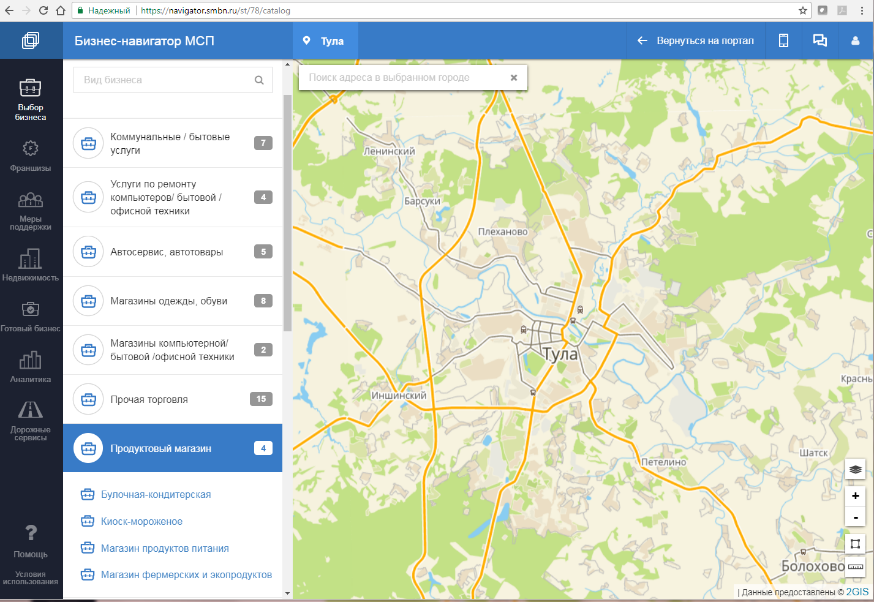 Надежный | https://navigator.smbn.ru/st/78/catalog
Бизнес-навигатор МСП
Тула
Вернуться на портал
Выбор
бизнеса
Франшизы
Меры
поддержки
Недвижимость
Готовый бизнес
Аналитика
Дорожные
сервисы
?
Помощь
Условия
использования
Вид бизнеса
Коммунальные / бытовые
услуги
7
Услуги по ремонту
компьютеров/ бытовой /
офисной техники
4
Автосервис, автотовары
5
Магазины одежды, обуви
8
Магазины компьютерной/
бытовой /офисной техники
2
Прочая торговля
15
Продуктовый магазин
4
Булочная-кондитерская
Киоск-мороженое
Магазин продуктов питания
Магазин фермерских и экопродуктов
Поиск адреса в выбранном городе
Ленинский
Барсуки
Плеханово
Тула
Иншинский
Красны
Петелино
Шатск
Болохово
+
-
| Данные предоставлены © 2GIS